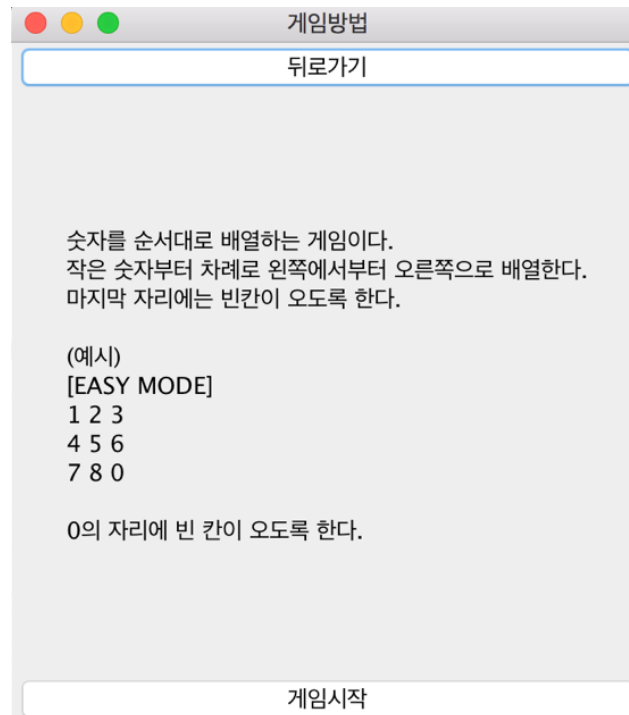 게임방법
뒤로가기
숫자를 순서대로 배열하는 게임이다.
작은 숫자부터 차례로 왼쪽에서부터 오른쪽으로 배열한다.
마지막 자리에는 빈칸이 오도록 한다.
(예시)
[EASY MODE]
1 2 3
4 5 6
7 8 0
0의 자리에 빈 칸이 오도록 한다.
게임시작